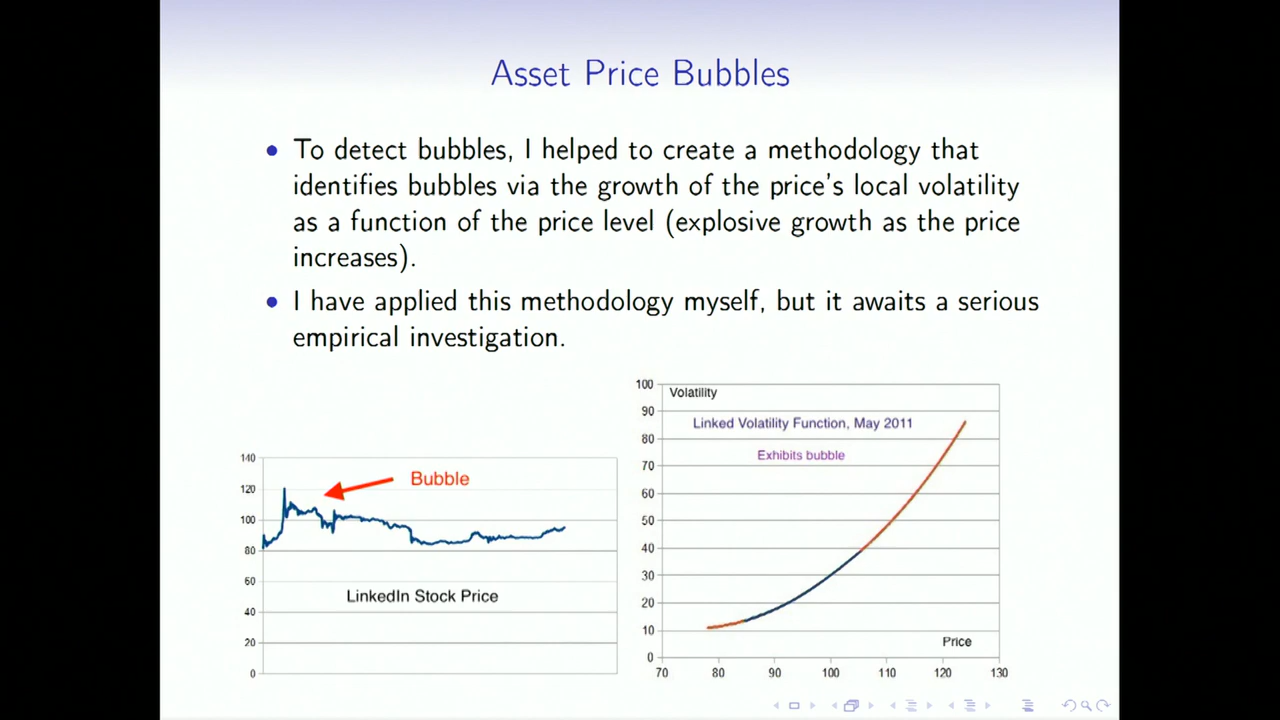 Asset Price Bubbles
To detect bubbles, I helped to create a methodology that
identifies bubbles via the growth of the price's local volatility
as a function of the price level (explosive growth as the price
increases).
I have applied this methodology myself, but it awaits a serious
empirical investigation.
140
120
100
80
60
40
20
0
Bubble
LinkedIn Stock Price
100
90
80
70
60
50
40
30
20
10
0
Volatility
Linked Volatility Function, May 2011
Exhibits bubble
Price
70 80 90 100 110 120 130